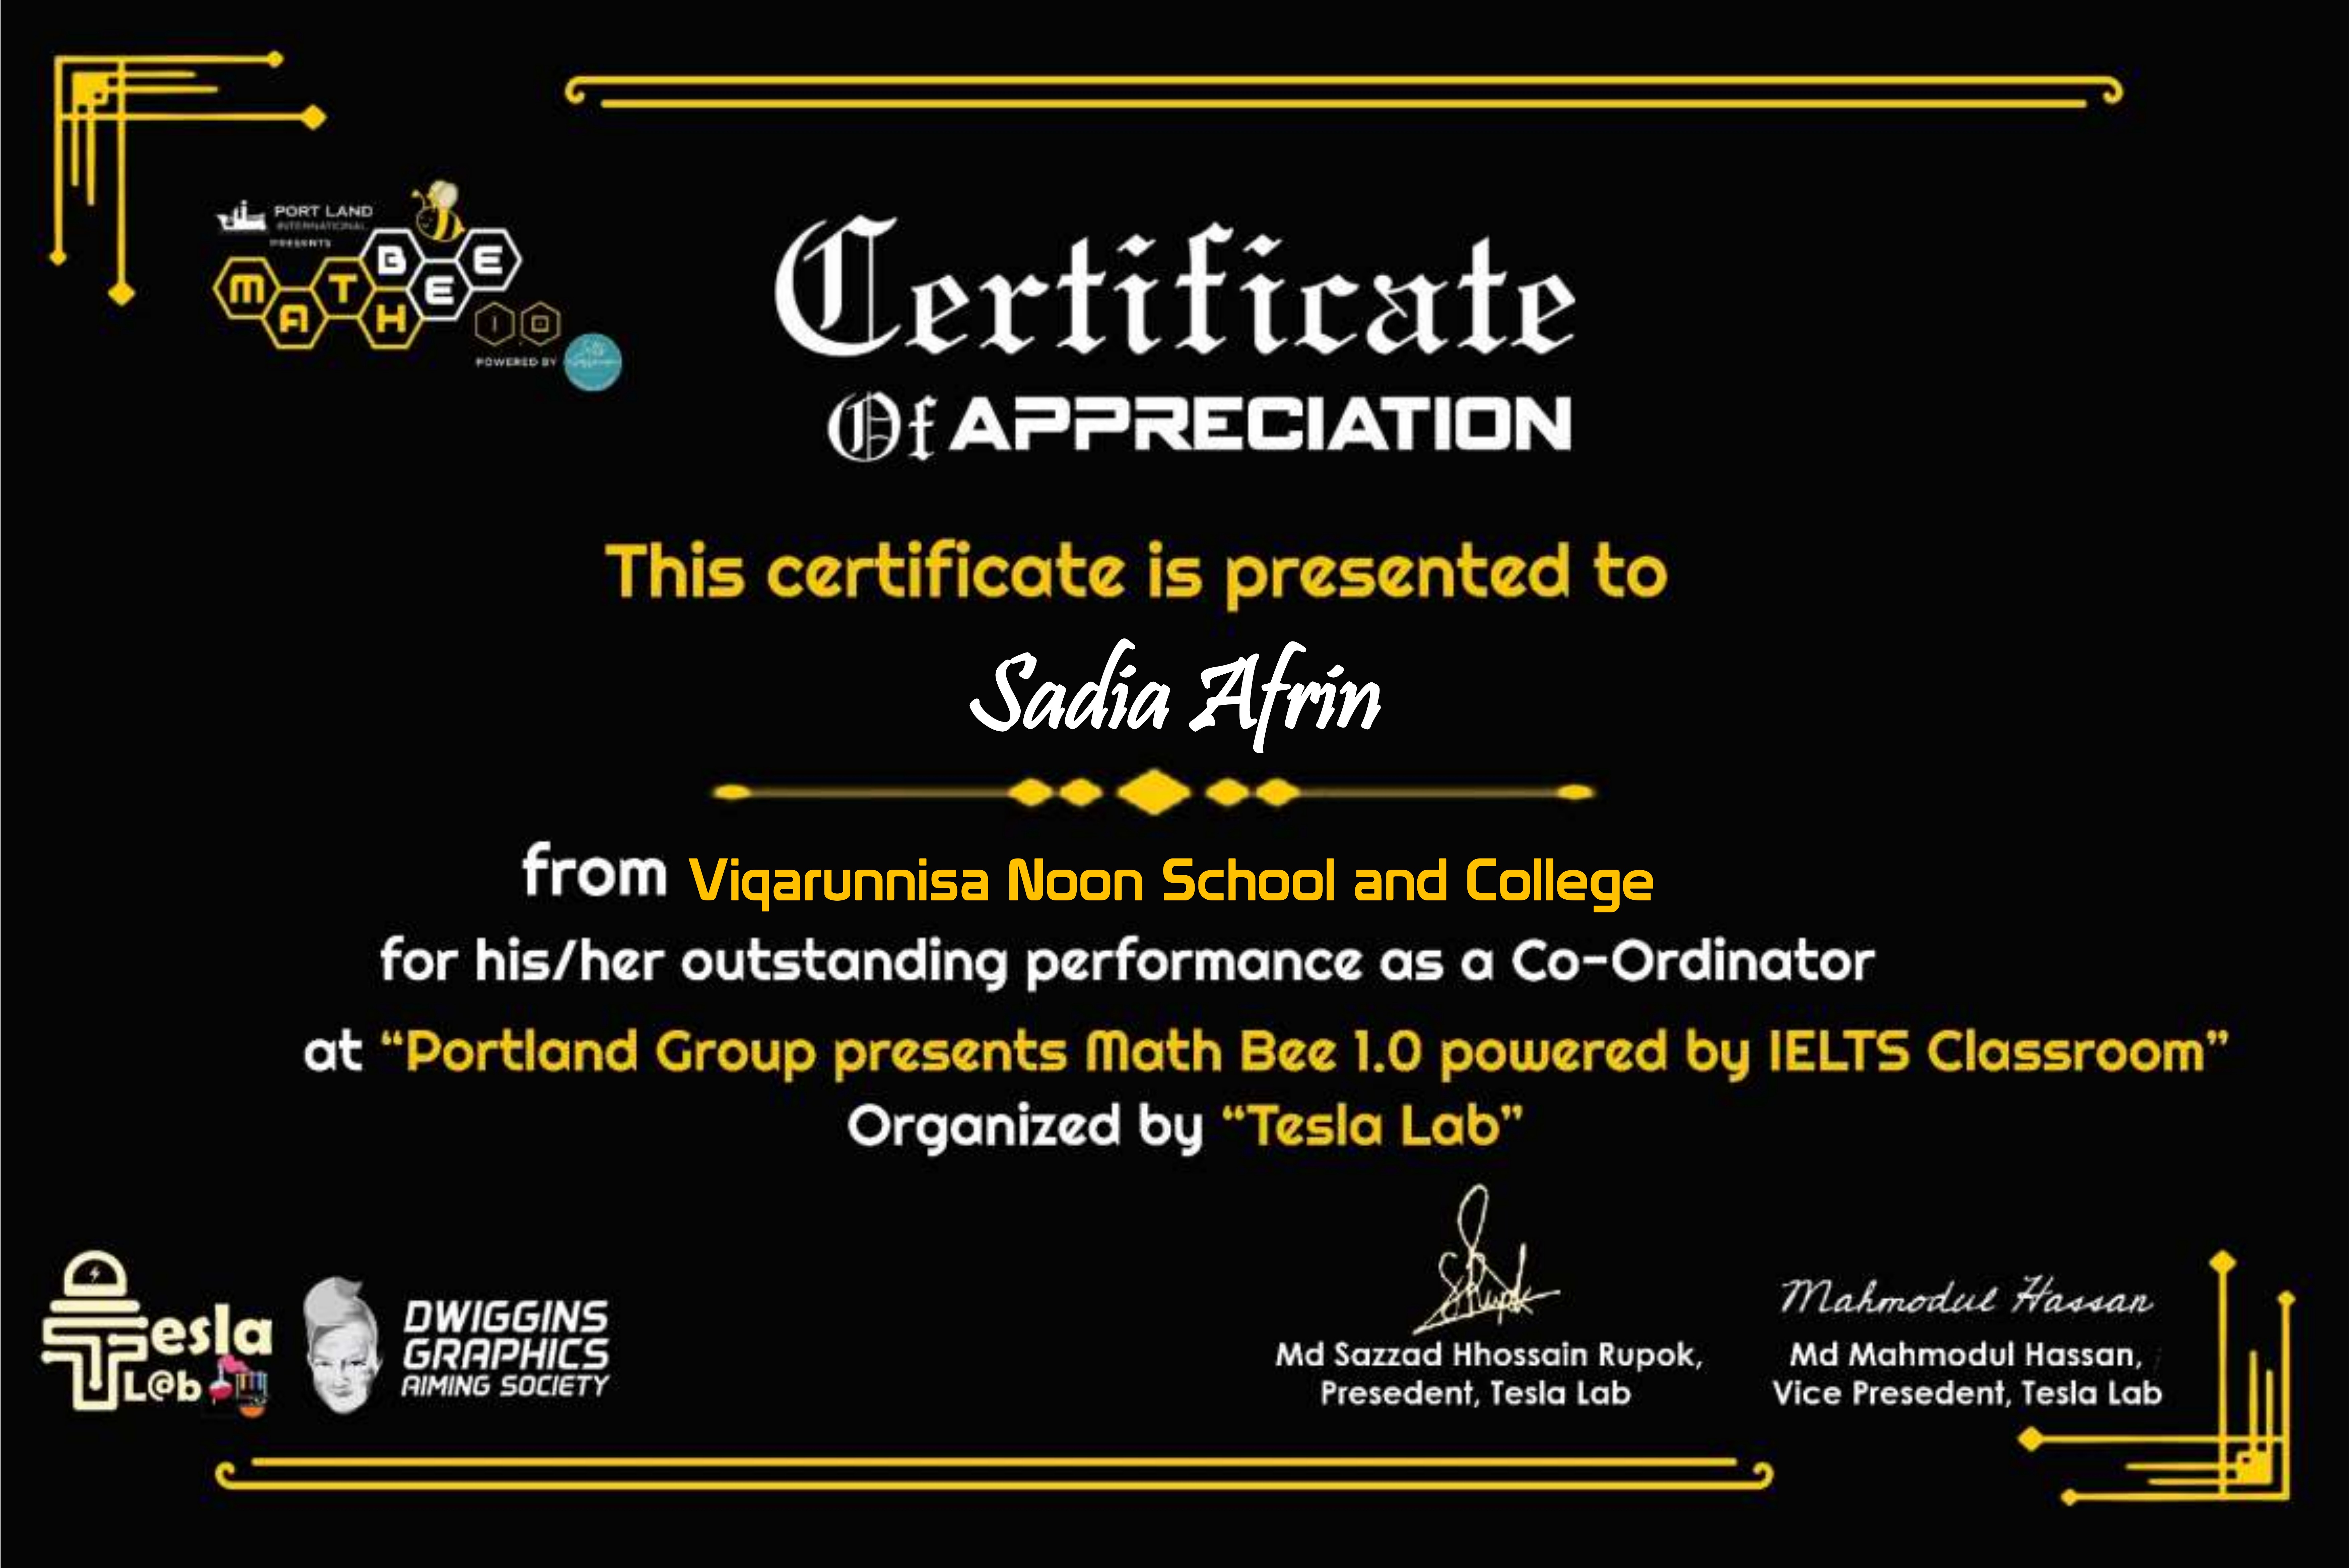 PORT LAND
INTERNATIONAL
PRESENTS
MATH BEE
1.0
POWERED BY
Certificate
Of APPRECIATION
This certificate is presented to
Sadia Afrin
from Viqarunnisa Noon School and College
for his/her outstanding performance as a Co-Ordinator
at “Portland Group presents Math Bee 1.0 powered by IELTS Classroom”
Organized by “Tesla Lab”
Tesla
L@b
DWIGGINS
GRAPHICS
AIMING SOCIETY
Mahmodul Hassan
Md Sazzad Hhossain Rupok,
Presedent, Tesla Lab
Md Mahmodul Hassan,
Vice Presedent, Tesla Lab